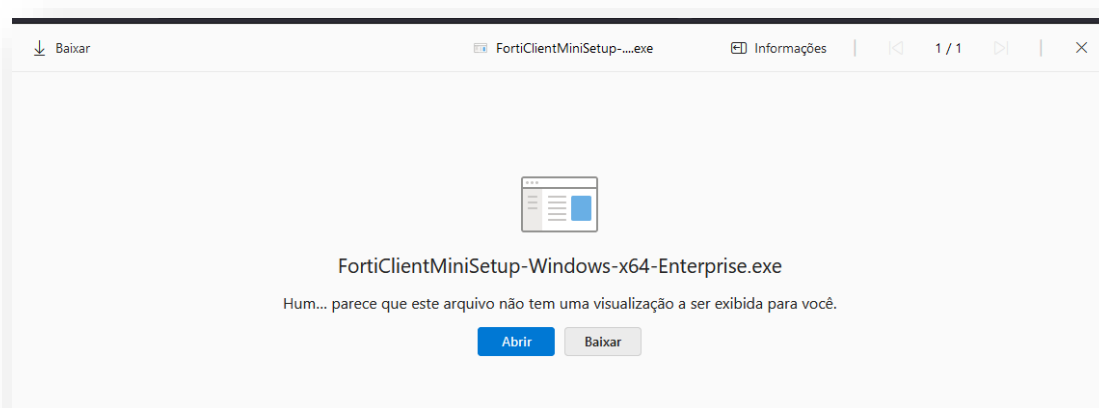 Baixar
FortiClientMiniSetup-....exe
Informações
1 / 1
FortiClientMiniSetup-Windows-x64-Enterprise.exe
Hum... parece que este arquivo não tem uma visualização a ser exibida para você.
Abrir
Baixar